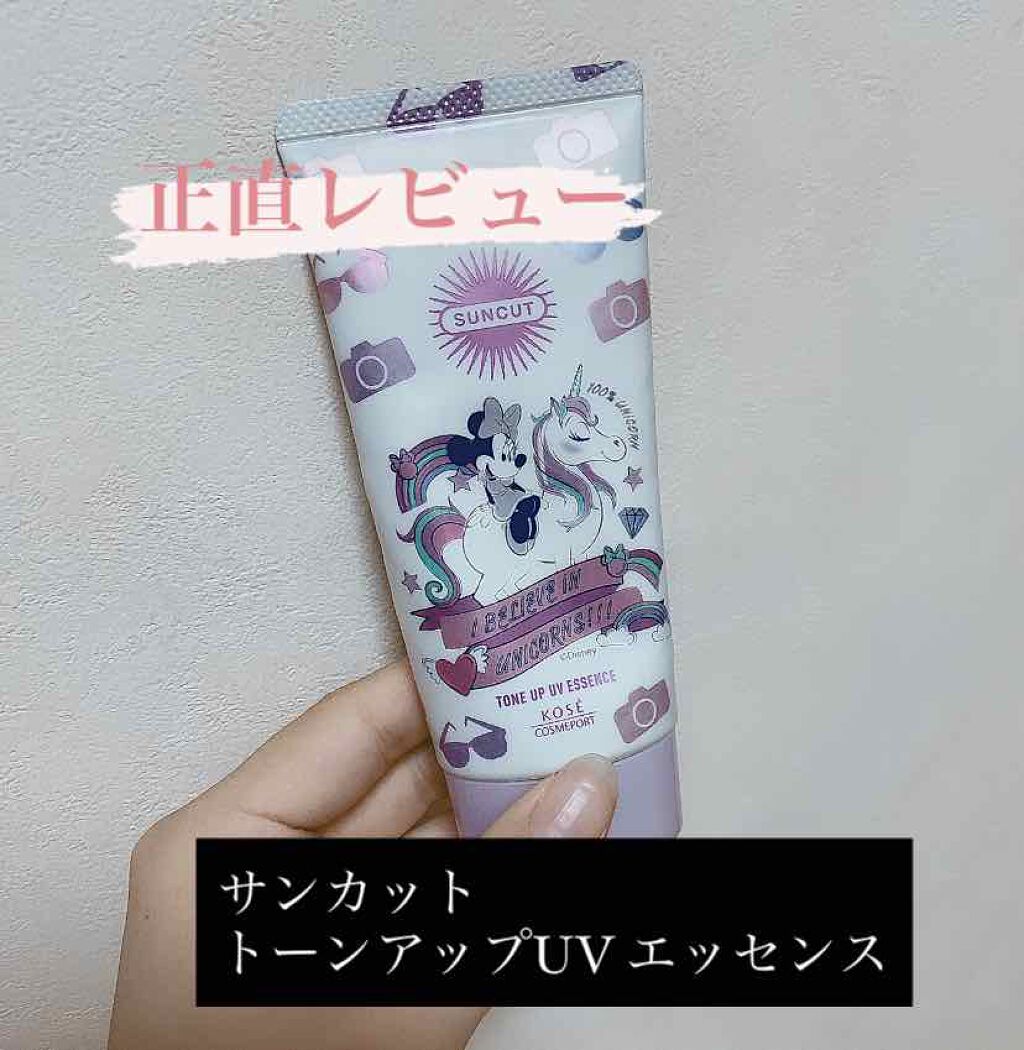 正直レビュー
SUNCUT
100% UNICORN
I BELIEVE IN
UNICORNS!!!
©Disney
TONE UP UV ESSENCE
KOSÉ
COSMEPORT
サンカット
トーンアップUV エッセンス